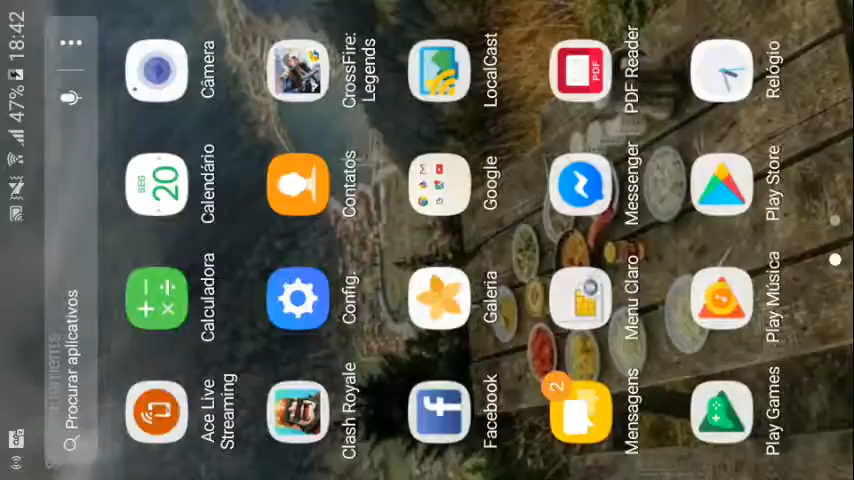 47% 18:42
Procurar aplicativos
Ace Live
Streaming
Calculadora
SEG
20
Calendário
Câmera
Clash Royale
Config.
Contatos
CrossFire:
Legends
Facebook
Galeria
Google
LocalCast
2
Mensagens
Menu Claro
Messenger
PDF
PDF Reader
Play Games
Play Música
Play Store
Relógio